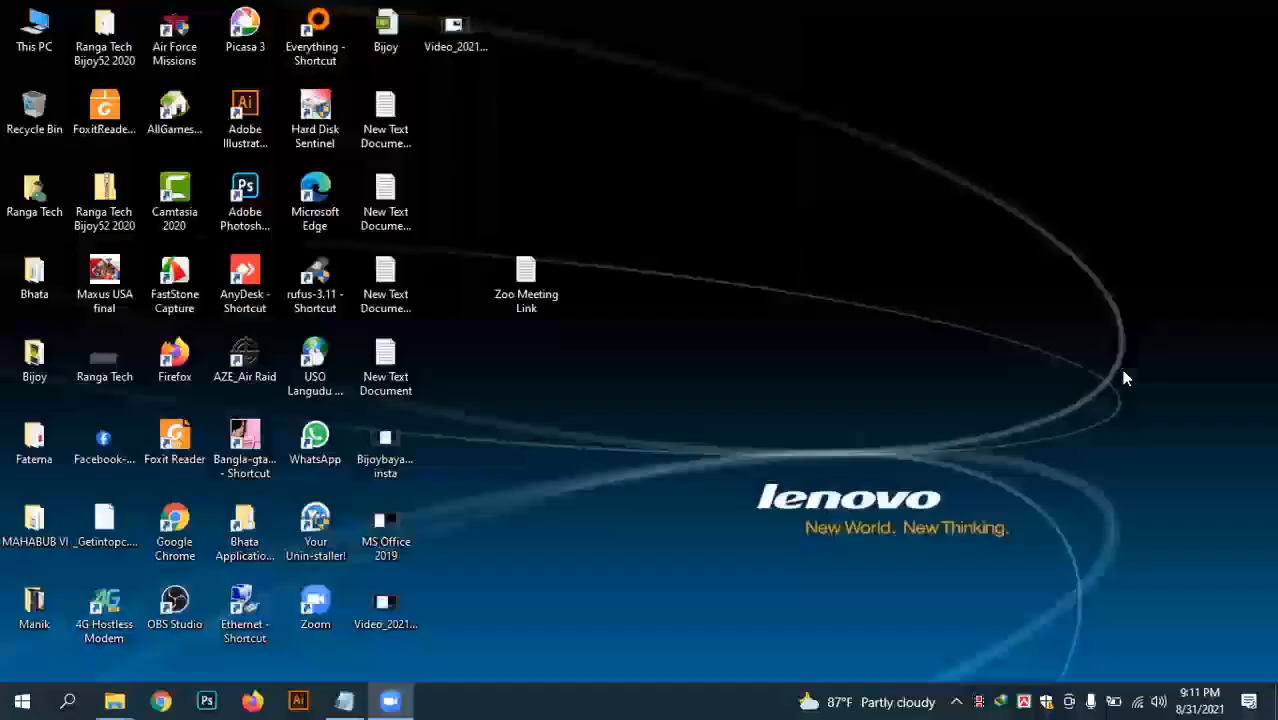 This PC
Ranga Tech
Bijoy52 2020
Air Force
Missions
Picasa 3
Everything -
Shortcut
Bijoy
Video_2021...
Recycle Bin
FoxitReade...
AllGames...
Adobe
Illustrat...
Hard Disk
Sentinel
New Text
Docume...
Ranga Tech
Ranga Tech
Bijoy52 2020
Camtasia
2020
Adobe
Photosh...
Microsoft
Edge
New Text
Docume...
Bhata
Maxus USA
final
FastStone
Capture
AnyDesk -
Shortcut
rufus-3.11 -
Shortcut
New Text
Docume...
Zoo Meeting
Link
Bijoy
Ranga Tech
Firefox
AZE_Air Raid
USO
Langudu ...
New Text
Document
Fatema
Facebook-...
Foxit Reader
Bangla-gta...
- Shortcut
WhatsApp
Bijoybaya...
insta
MAHABUB VI
_Getintopc....
Google
Chrome
Bhata
Applicatio...
Your
Unin-staller!
MS Office
2019
Manik
4G Hostless
Modem
OBS Studio
Ethernet -
Shortcut
Zoom
Video_2021...
lenovo
New World. New Thinking.
87°F Partly cloudy
9:11 PM
8/31/2021